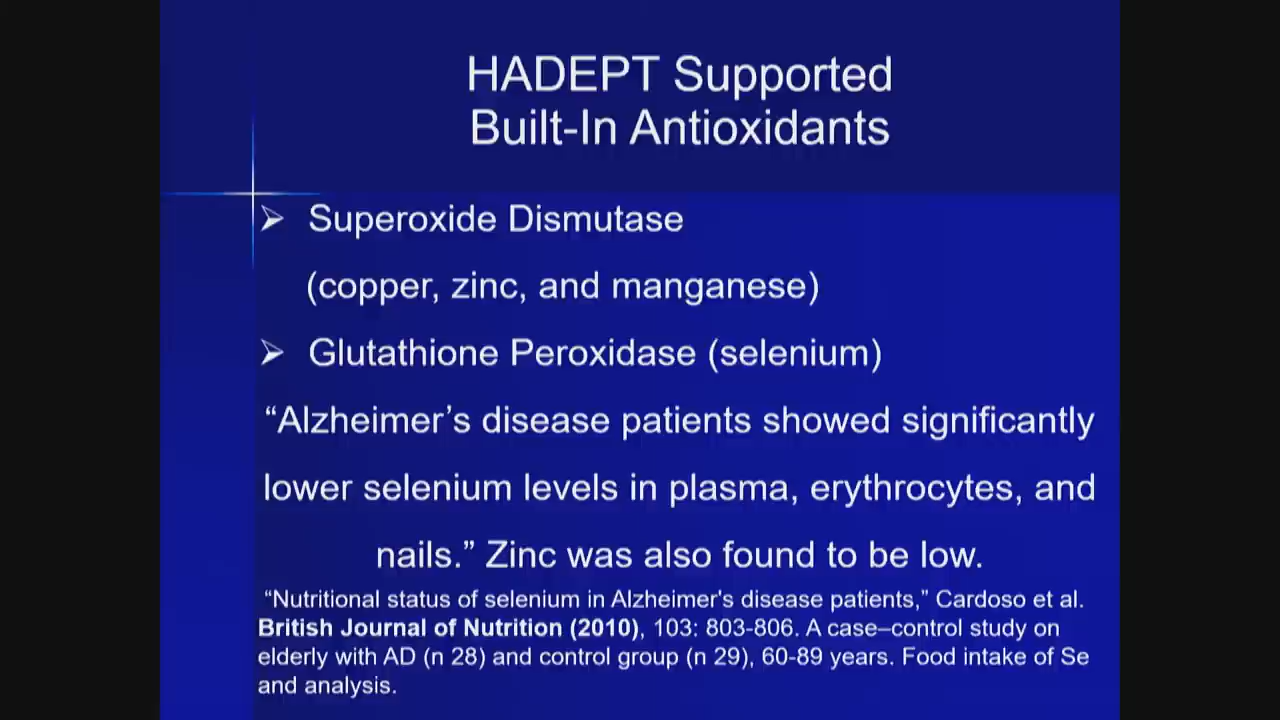 HADEPT Supported
Built-In Antioxidants
➢ Superoxide Dismutase
(copper, zinc, and manganese)
➢ Glutathione Peroxidase (selenium)
“Alzheimer’s disease patients showed significantly
lower selenium levels in plasma, erythrocytes, and
nails.” Zinc was also found to be low.
“Nutritional status of selenium in Alzheimer's disease patients,” Cardoso et al.
British Journal of Nutrition (2010), 103: 803-806. A case–control study on
elderly with AD (n 28) and control group (n 29), 60-89 years. Food intake of Se
and analysis.